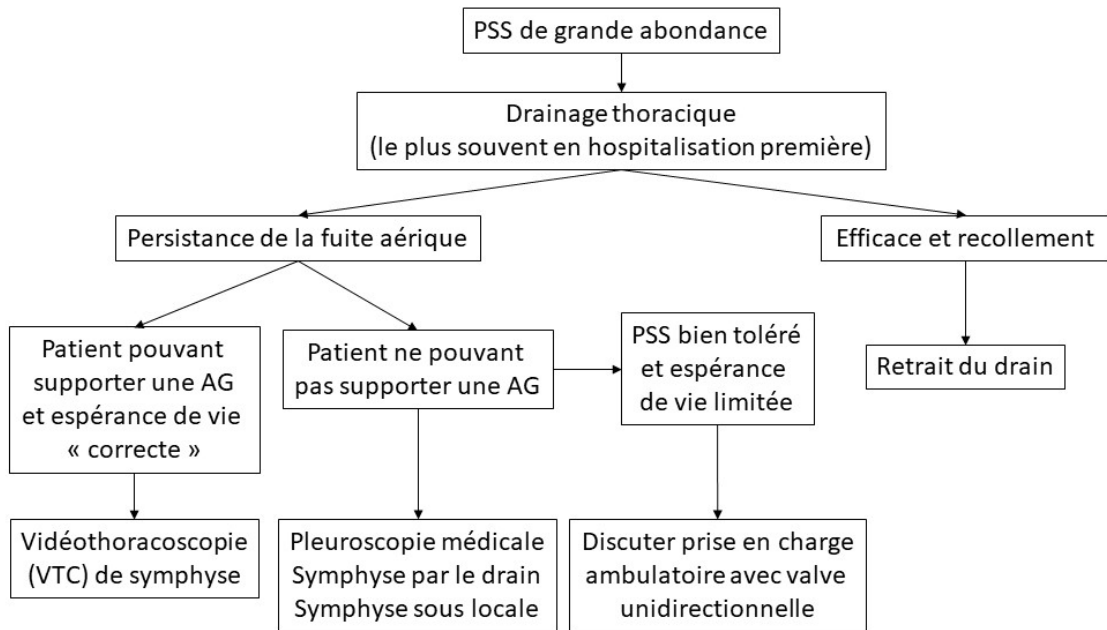 PSS de grande abondance
Drainage thoracique
(le plus souvent en hospitalisation première)
Persistance de la fuite aérique
Efficace et recollement
Patient pouvant
supporter une AG
et espérance de vie
« correcte »
Patient ne pouvant
pas supporter une AG
PSS bien toléré
et espérance
de vie limitée
Retrait du drain
Vidéothoracoscopie
(VTC) de symphyse
Pleuroscopie médicale
Symphyse par le drain
Symphyse sous locale
Discuter prise en charge
ambulatoire avec valve
unidirectionnelle